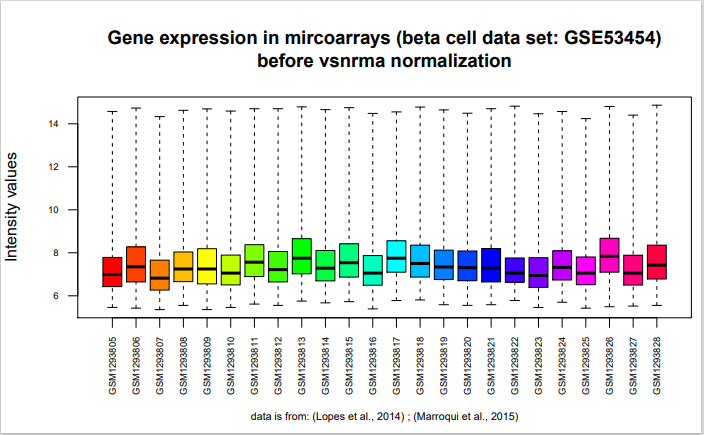 Gene expression in mircoarrays (beta cell data set: GSE53454)
before vsnrma normalization
Intensity values
14
12
10
8
6
GSM1293805
GSM1293806
GSM1293807
GSM1293808
GSM1293809
GSM1293810
GSM1293811
GSM1293812
GSM1293813
GSM1293814
GSM1293815
GSM1293816
GSM1293817
GSM1293818
GSM1293819
GSM1293820
GSM1293821
GSM1293822
GSM1293823
GSM1293824
GSM1293825
GSM1293826
GSM1293827
GSM1293828
data is from: (Lopes et al., 2014) ; (Marroqui et al., 2015)